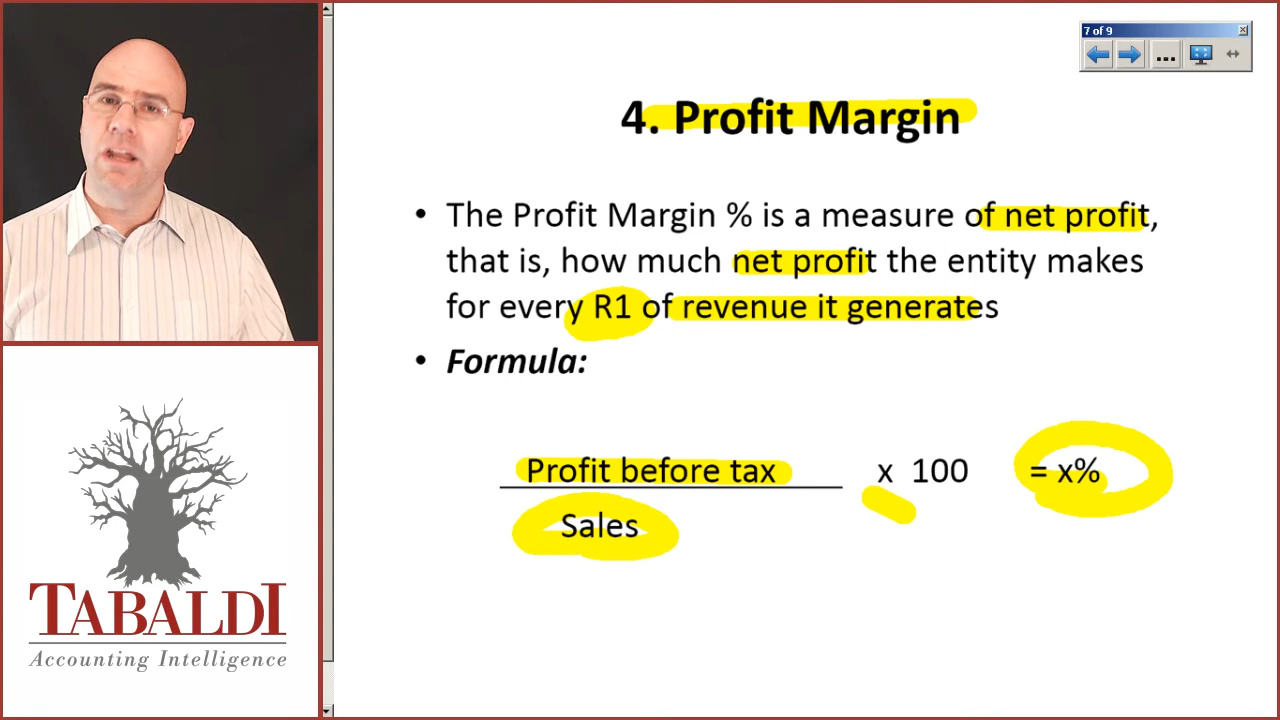 7 of 9
4. Profit Margin
• The Profit Margin % is a measure of net profit,
that is, how much net profit the entity makes
for every R1 of revenue it generates
• Formula:
Profit before tax x 100 = x%
Sales
TABALDI
Accounting Intelligence